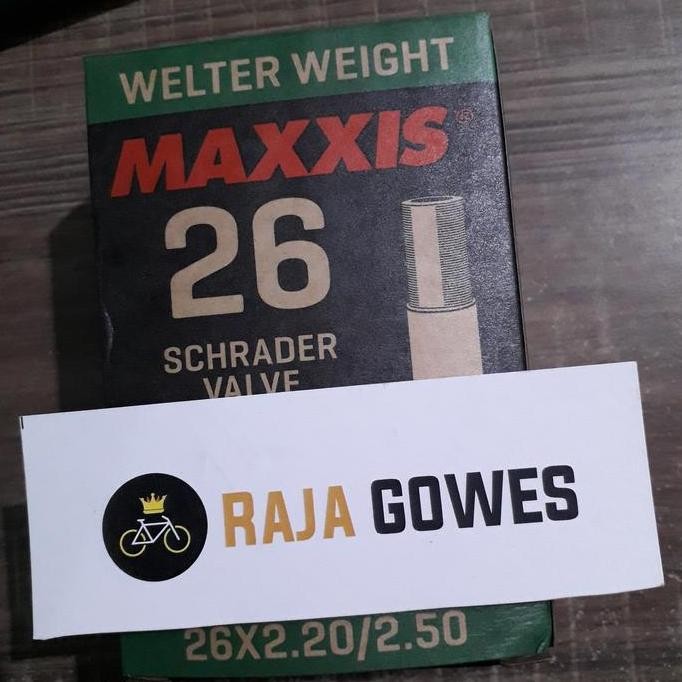 WELTER WEIGHT
MAXXIS®
26
SCHRADER
VALVE
RAJA GOWES
26X2.20/2.50